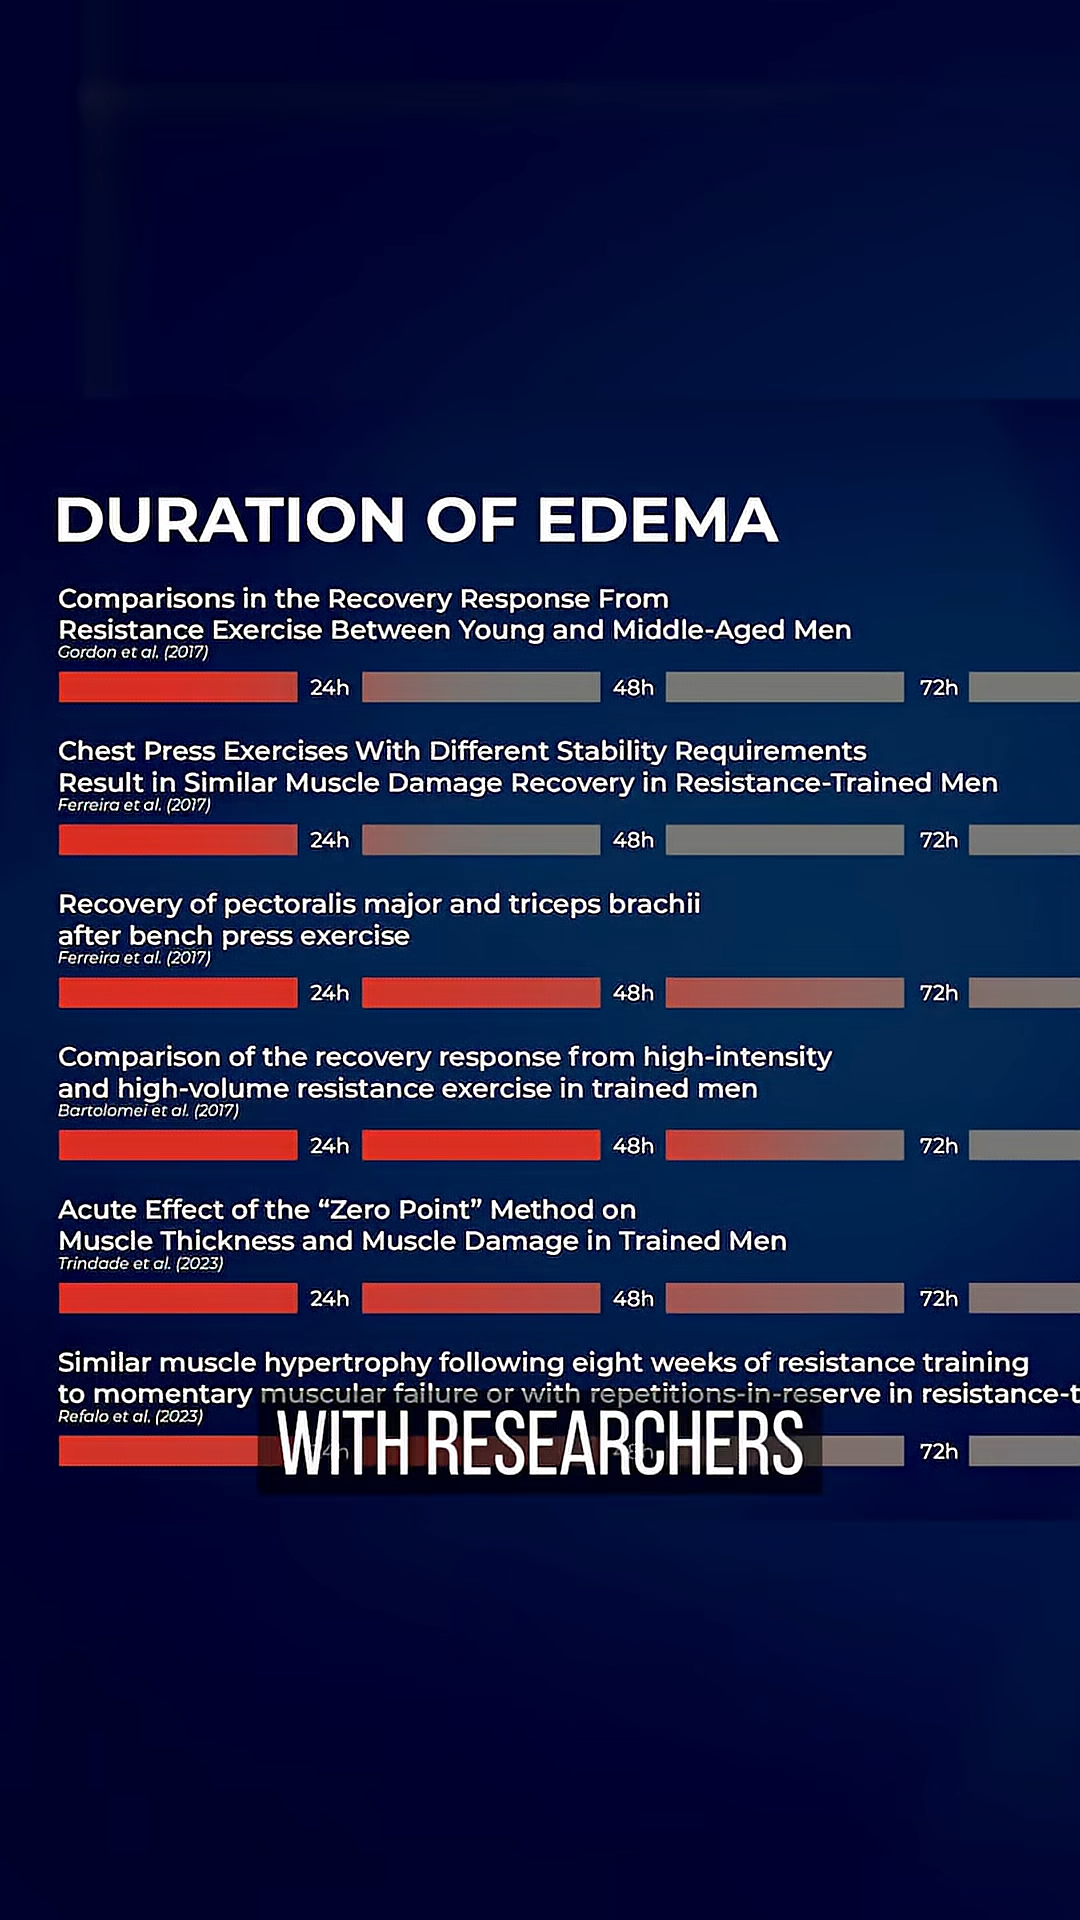 DURATION OF EDEMA
Comparisons in the Recovery Response From
Resistance Exercise Between Young and Middle-Aged Men
Gordon et al. (2017)
24h 48h 72h
Chest Press Exercises With Different Stability Requirements
Result in Similar Muscle Damage Recovery in Resistance-Trained Men
Ferreira et al. (2017)
24h 48h 72h
Recovery of pectoralis major and triceps brachii
after bench press exercise
Ferreira et al. (2017)
24h 48h 72h
Comparison of the recovery response from high-intensity
and high-volume resistance exercise in trained men
Bartolomei et al. (2017)
24h 48h 72h
Acute Effect of the “Zero Point” Method on
Muscle Thickness and Muscle Damage in Trained Men
Trindade et al. (2023)
24h 48h 72h
Similar muscle hypertrophy following eight weeks of resistance training
to momentary muscular failure or with repetitions-in-reserve in resistance-t
Refalo et al. (2023)
72h
WITH RESEARCHERS